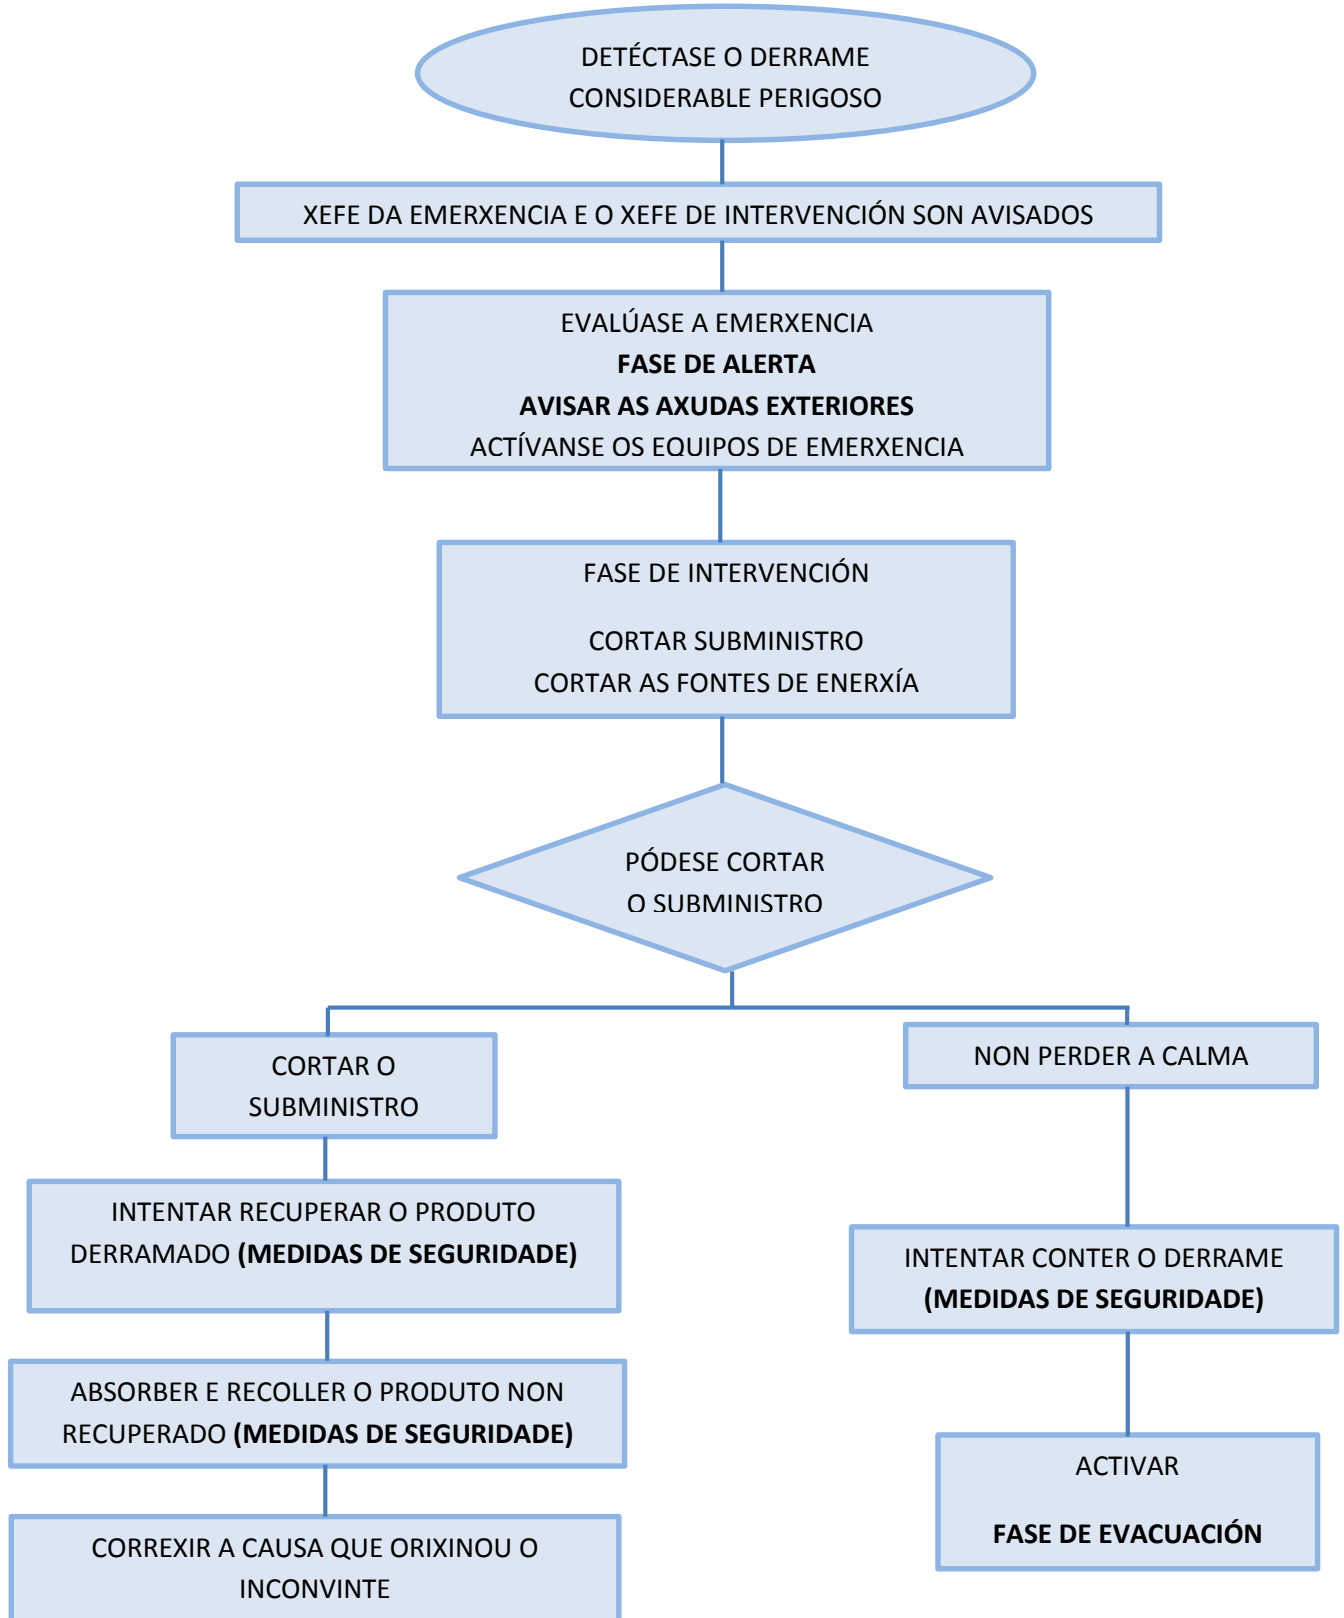 DETÉCTASE O DERRAME
CONSIDERABLE PERIGOSO
XEFE DA EMERXENCIA E O XEFE DE INTERVENCIÓN SON AVISADOS
EVALÚASE A EMERXENCIA
FASE DE ALERTA
AVISAR AS AXUDAS EXTERIORES
ACTÍVANSE OS EQUIPOS DE EMERXENCIA
FASE DE INTERVENCIÓN
CORTAR SUBMINISTRO
CORTAR AS FONTES DE ENERXÍA
PÓDESE CORTAR
O SUBMINISTRO
CORTAR O
SUBMINISTRO
INTENTAR RECUPERAR O PRODUTO
DERRAMADO (MEDIDAS DE SEGURIDADE)
ABSORBER E RECOLLER O PRODUTO NON
RECUPERADO (MEDIDAS DE SEGURIDADE)
CORREXIR A CAUSA QUE ORIXINOU O
INCONVINTE
NON PERDER A CALMA
INTENTAR CONTER O DERRAME
(MEDIDAS DE SEGURIDADE)
ACTIVAR
FASE DE EVACUACIÓN